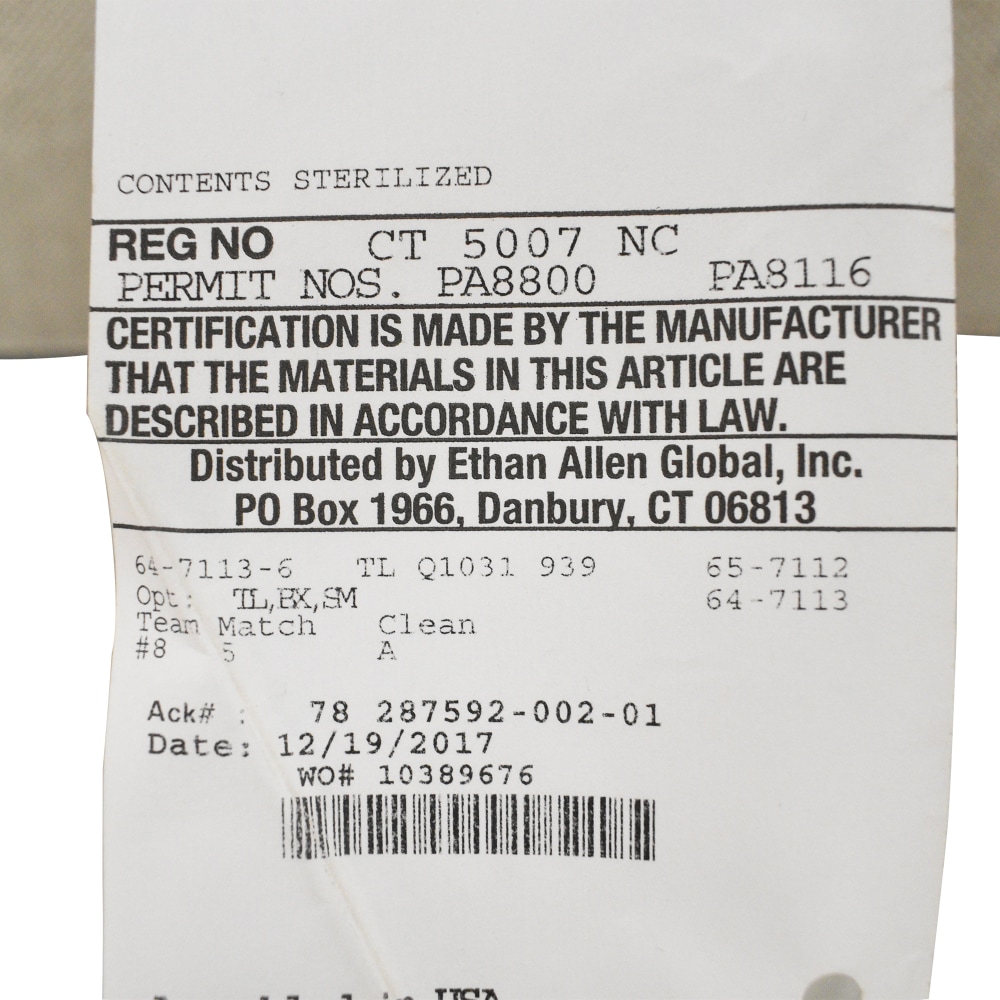 CONTENTS STERILIZED
REG NO CT 5007 NC
PERMIT NOS. PA8800 PA8116
CERTIFICATION IS MADE BY THE MANUFACTURER
THAT THE MATERIALS IN THIS ARTICLE ARE
DESCRIBED IN ACCORDANCE WITH LAW.
Distributed by Ethan Allen Global, Inc.
PO Box 1966, Danbury, CT 06813
64-7113-6 TL Q1031 939 65-7112
Opt: TL,BX,SM 64-7113
Team Match Clean
#8 5 A
Ack# : 78 287592-002-01
Date: 12/19/2017
WO# 10389676
in USA